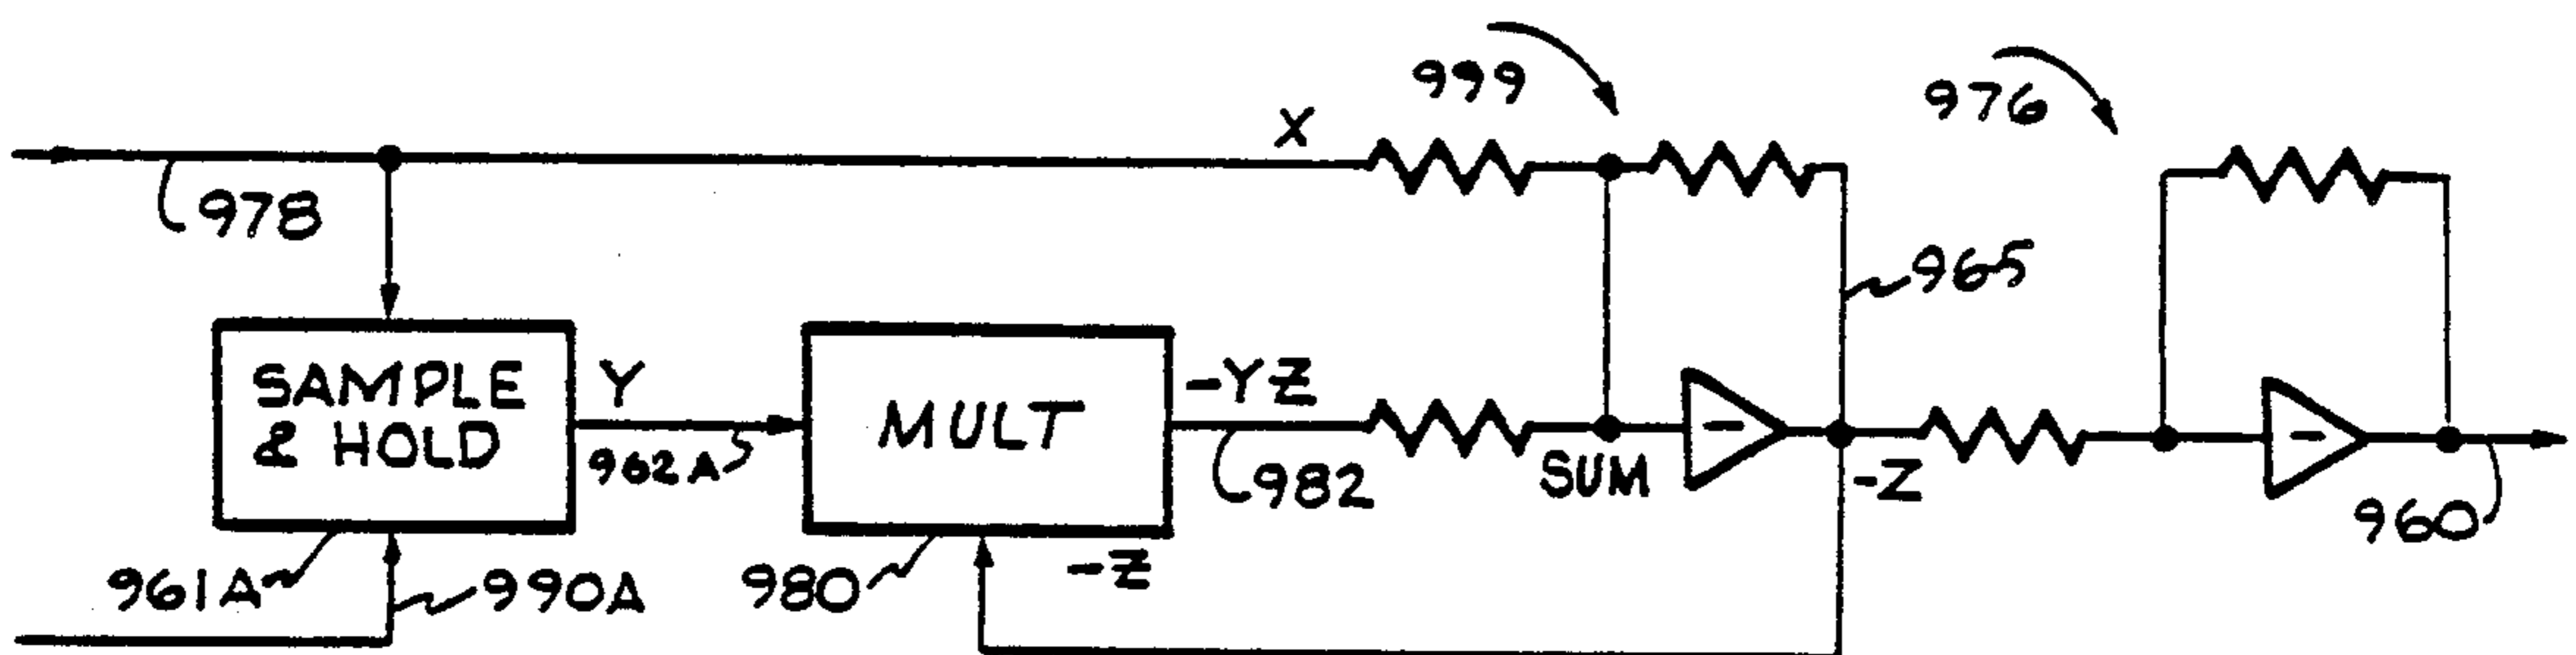 999
976
X
978
965
SAMPLE
& HOLD
Y
962A
MULT
-YZ
982
SUM
-
-Z
-
960
961A
990A
980
-Z